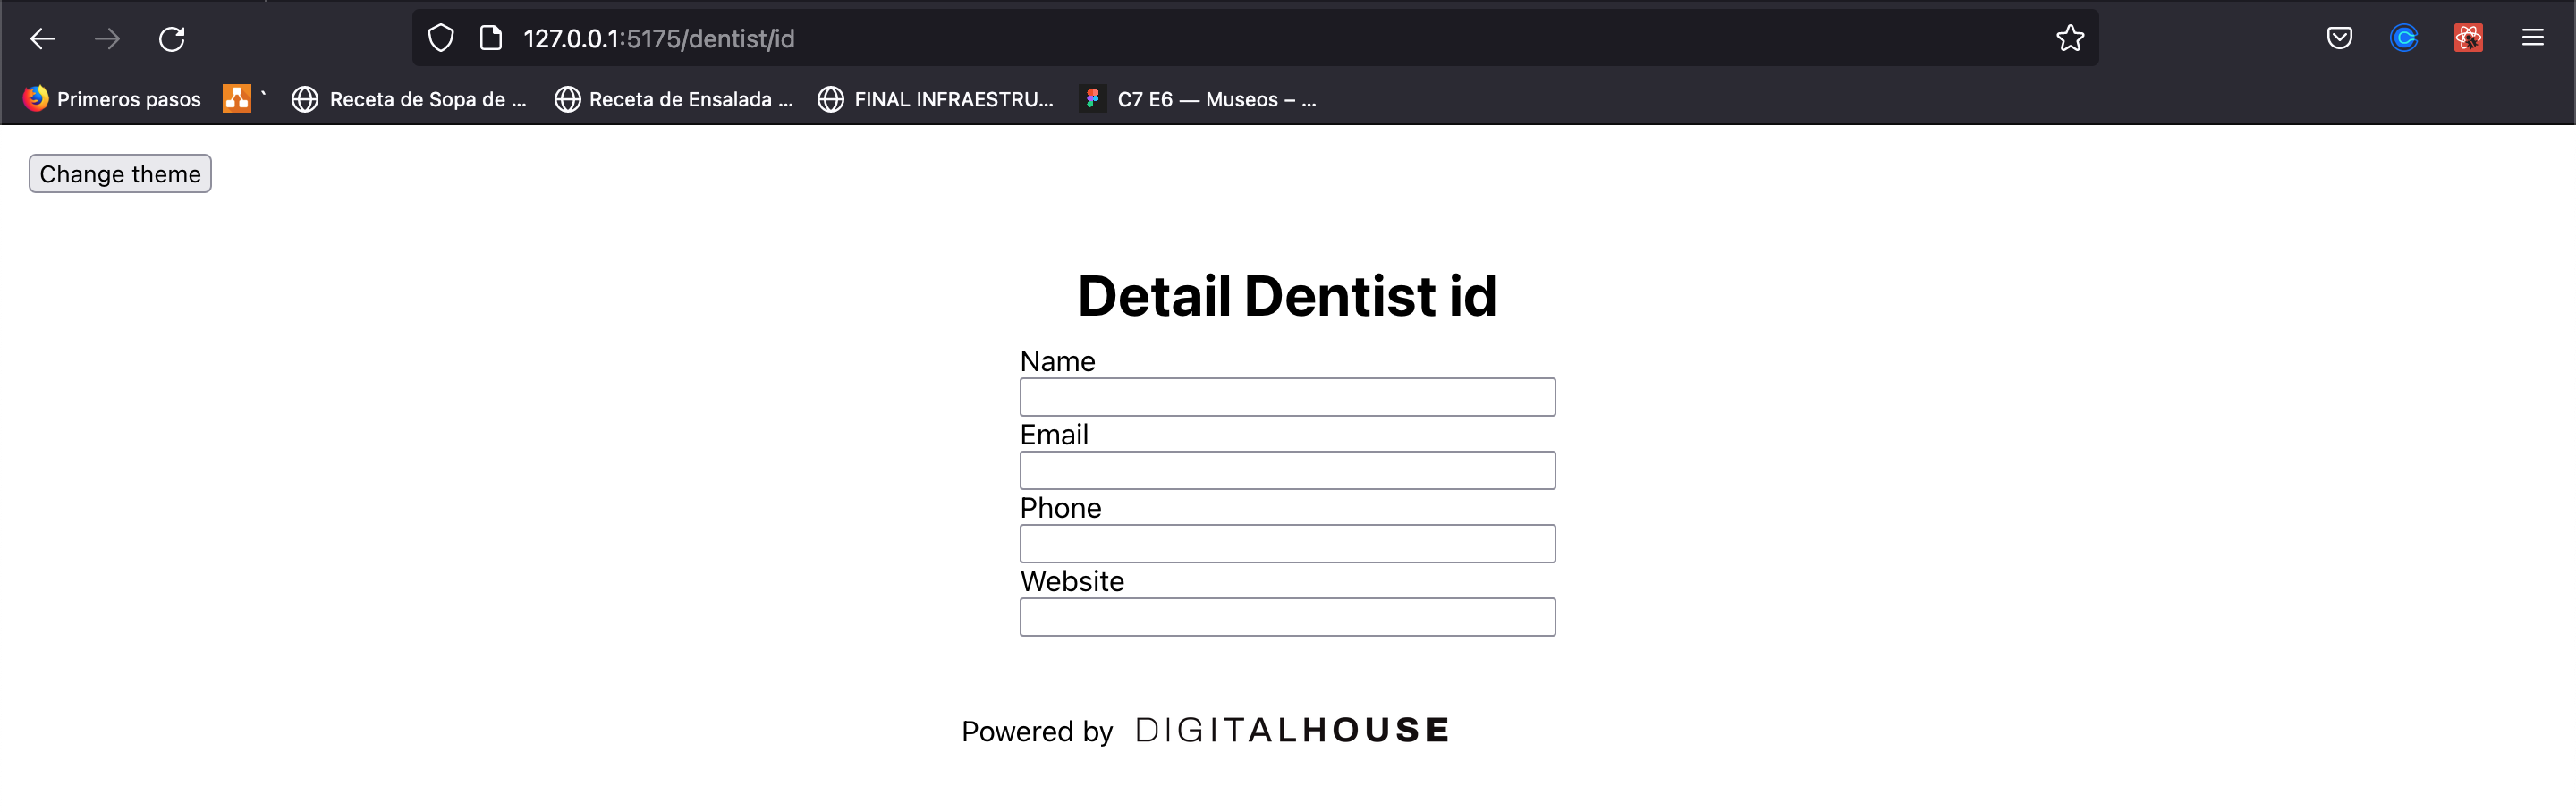 127.0.0.1:5175/dentist/id
Primeros pasos ` Receta de Sopa de ... Receta de Ensalada ... FINAL INFRAESTRU... C7 E6 — Museos – ...
Change theme
Detail Dentist id
Name
Email
Phone
Website
Powered by DIGITALHOUSE